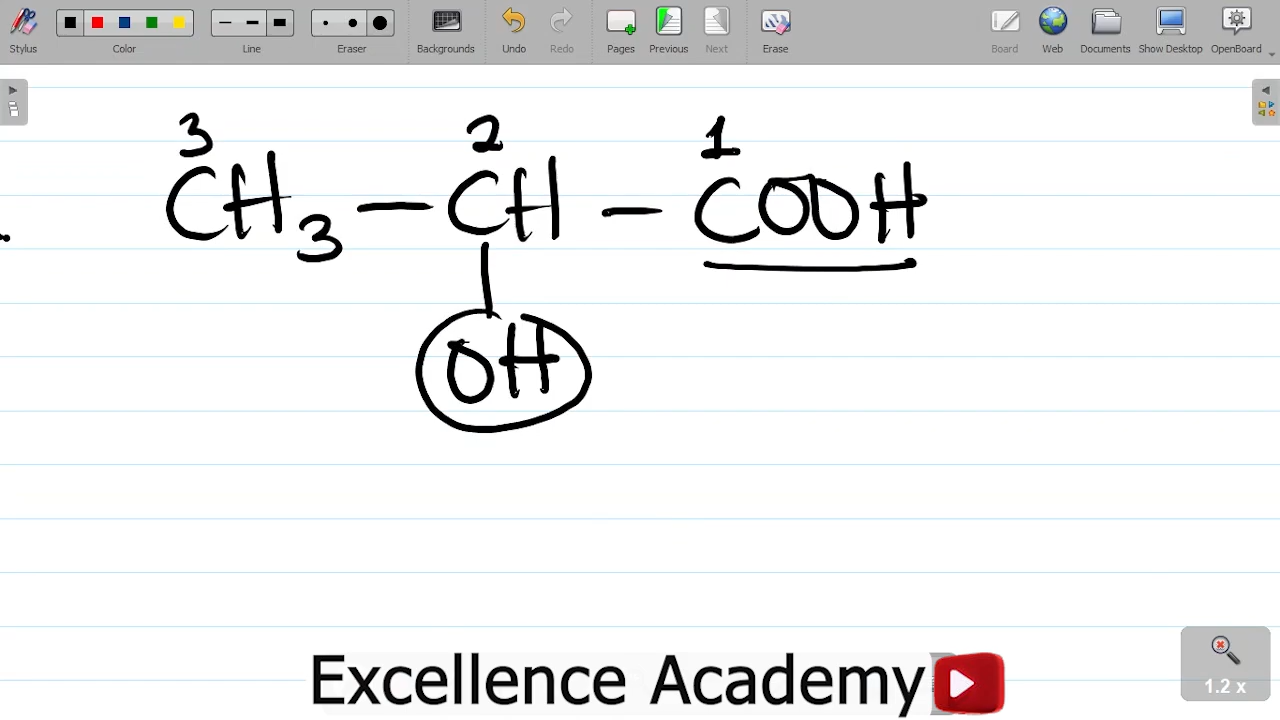 Stylus Color Line Eraser Backgrounds Undo Redo Pages Previous Next Erase Board Web Documents Show Desktop OpenBoard
3 2 1
CH3 — CH — COOH
OH
Excellence Academy
1.2 x